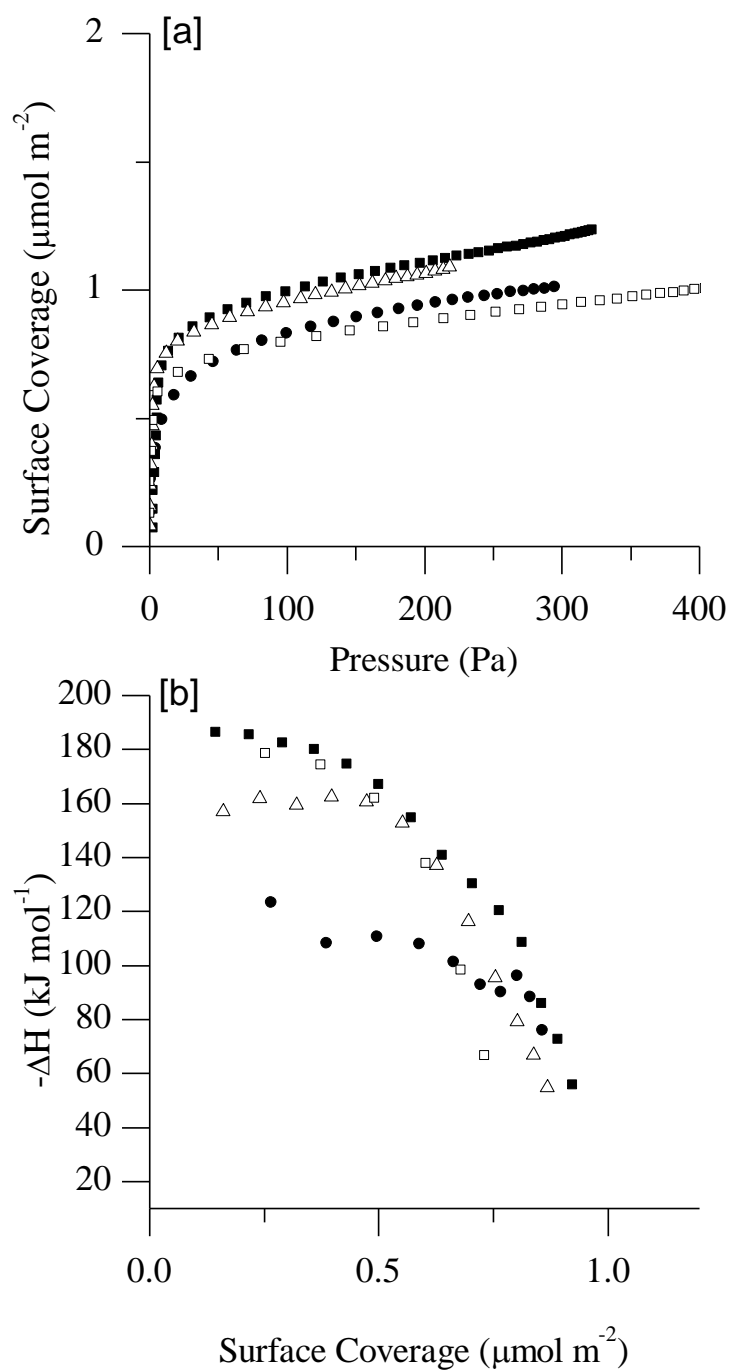 [a]
2
1
0
Surface Coverage (μmol m⁻²)
0 100 200 300 400
Pressure (Pa)
[b]
200
180
160
140
120
100
80
60
40
20
-ΔH (kJ mol⁻¹)
0.0 0.5 1.0
Surface Coverage (μmol m⁻²)